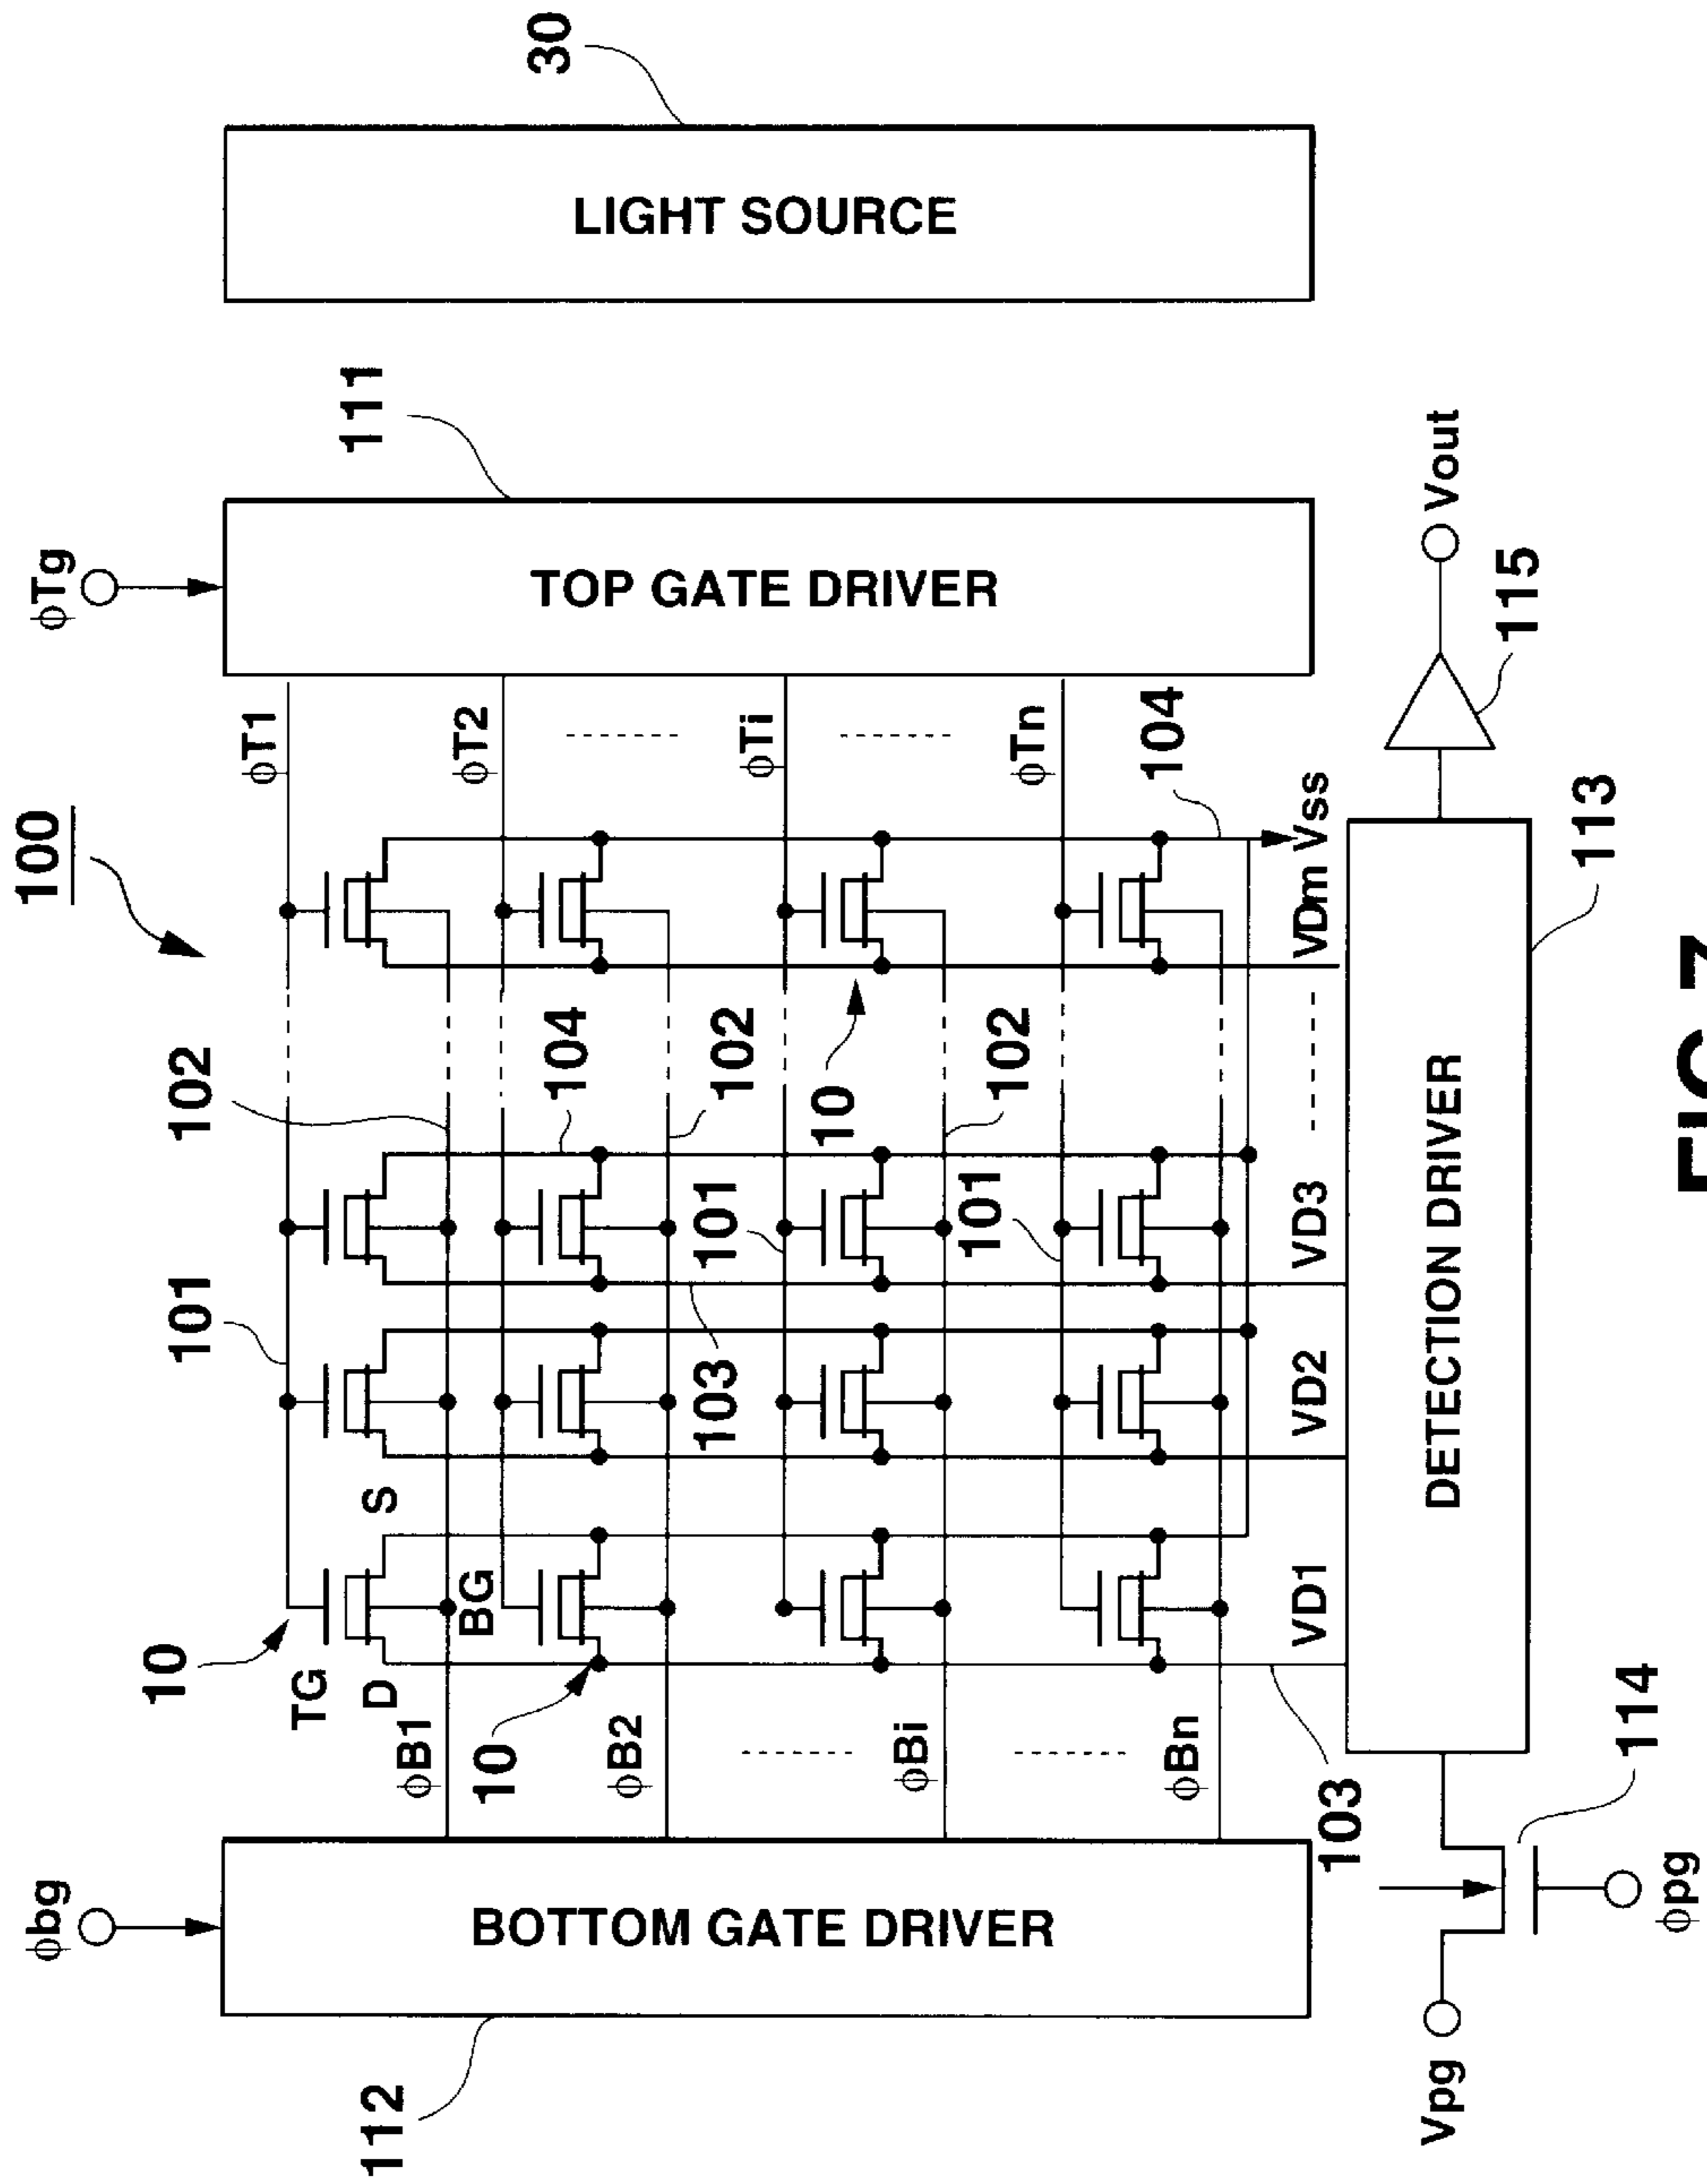 φbg
100
φTg
30
10
101
102
φT1
111
112
TG
D
S
φB1
BG
10
φT2
104
BOTTOM GATE DRIVER
TOP GATE DRIVER
LIGHT SOURCE
φB2
103
101
102
φTi
10
φBi
101
102
φTn
104
φBn
VD1
VD2
VD3
VDm
Vss
103
Vpg
DETECTION DRIVER
Vout
115
114
113
φpg